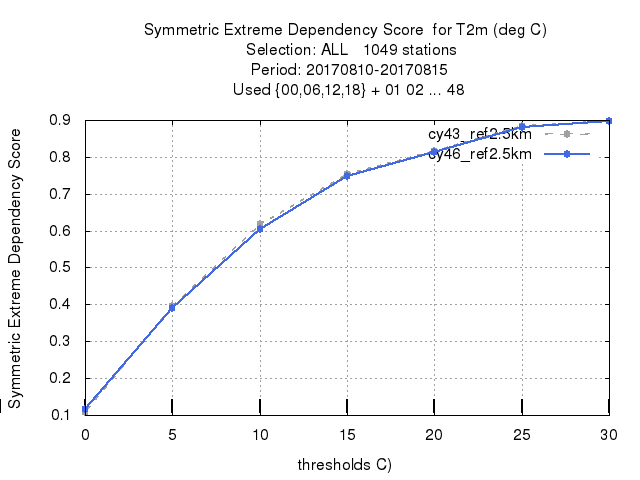 Symmetric Extreme Dependency Score for T2m (deg C)
Selection: ALL 1049 stations
Period: 20170810-20170815
Used {00,06,12,18} + 01 02 ... 48
Symmetric Extreme Dependency Score
0.9
0.8
0.7
0.6
0.5
0.4
0.3
0.2
0.1
cy43_ref2.5km
cy46_ref2.5km
0 5 10 15 20 25 30
thresholds C)